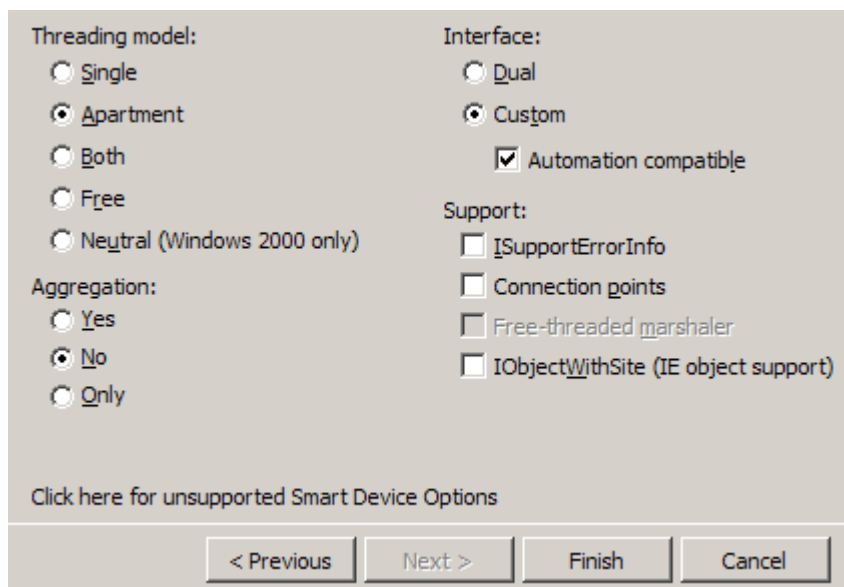 Threading model:
Single
Apartment
Both
Free
Neutral (Windows 2000 only)
Aggregation:
Yes
No
Only
Interface:
Dual
Custom
Automation compatible
Support:
ISupportErrorInfo
Connection points
Free-threaded marshaler
IObjectWithSite (IE object support)
Click here for unsupported Smart Device Options
< Previous
Next >
Finish
Cancel